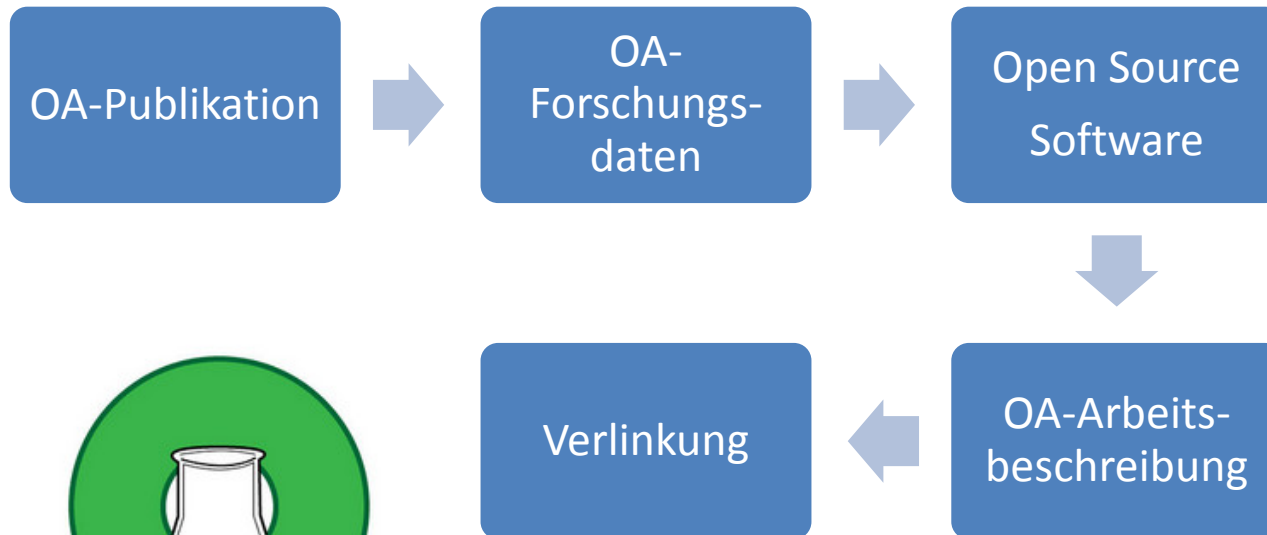 OA-Publikation
OA-
Forschungs-
daten
Open Source
Software
OA-Arbeits-
beschreibung
Verlinkung